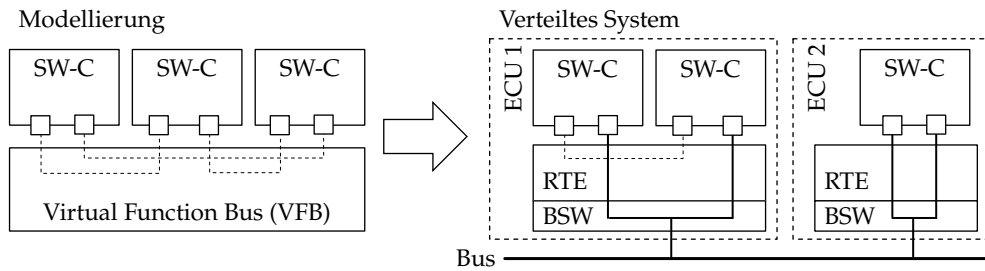 Modellierung
SW-C SW-C SW-C
Virtual Function Bus (VFB)
Verteiltes System
ECU 1
SW-C SW-C
RTE
BSW
ECU 2
SW-C
RTE
BSW
Bus